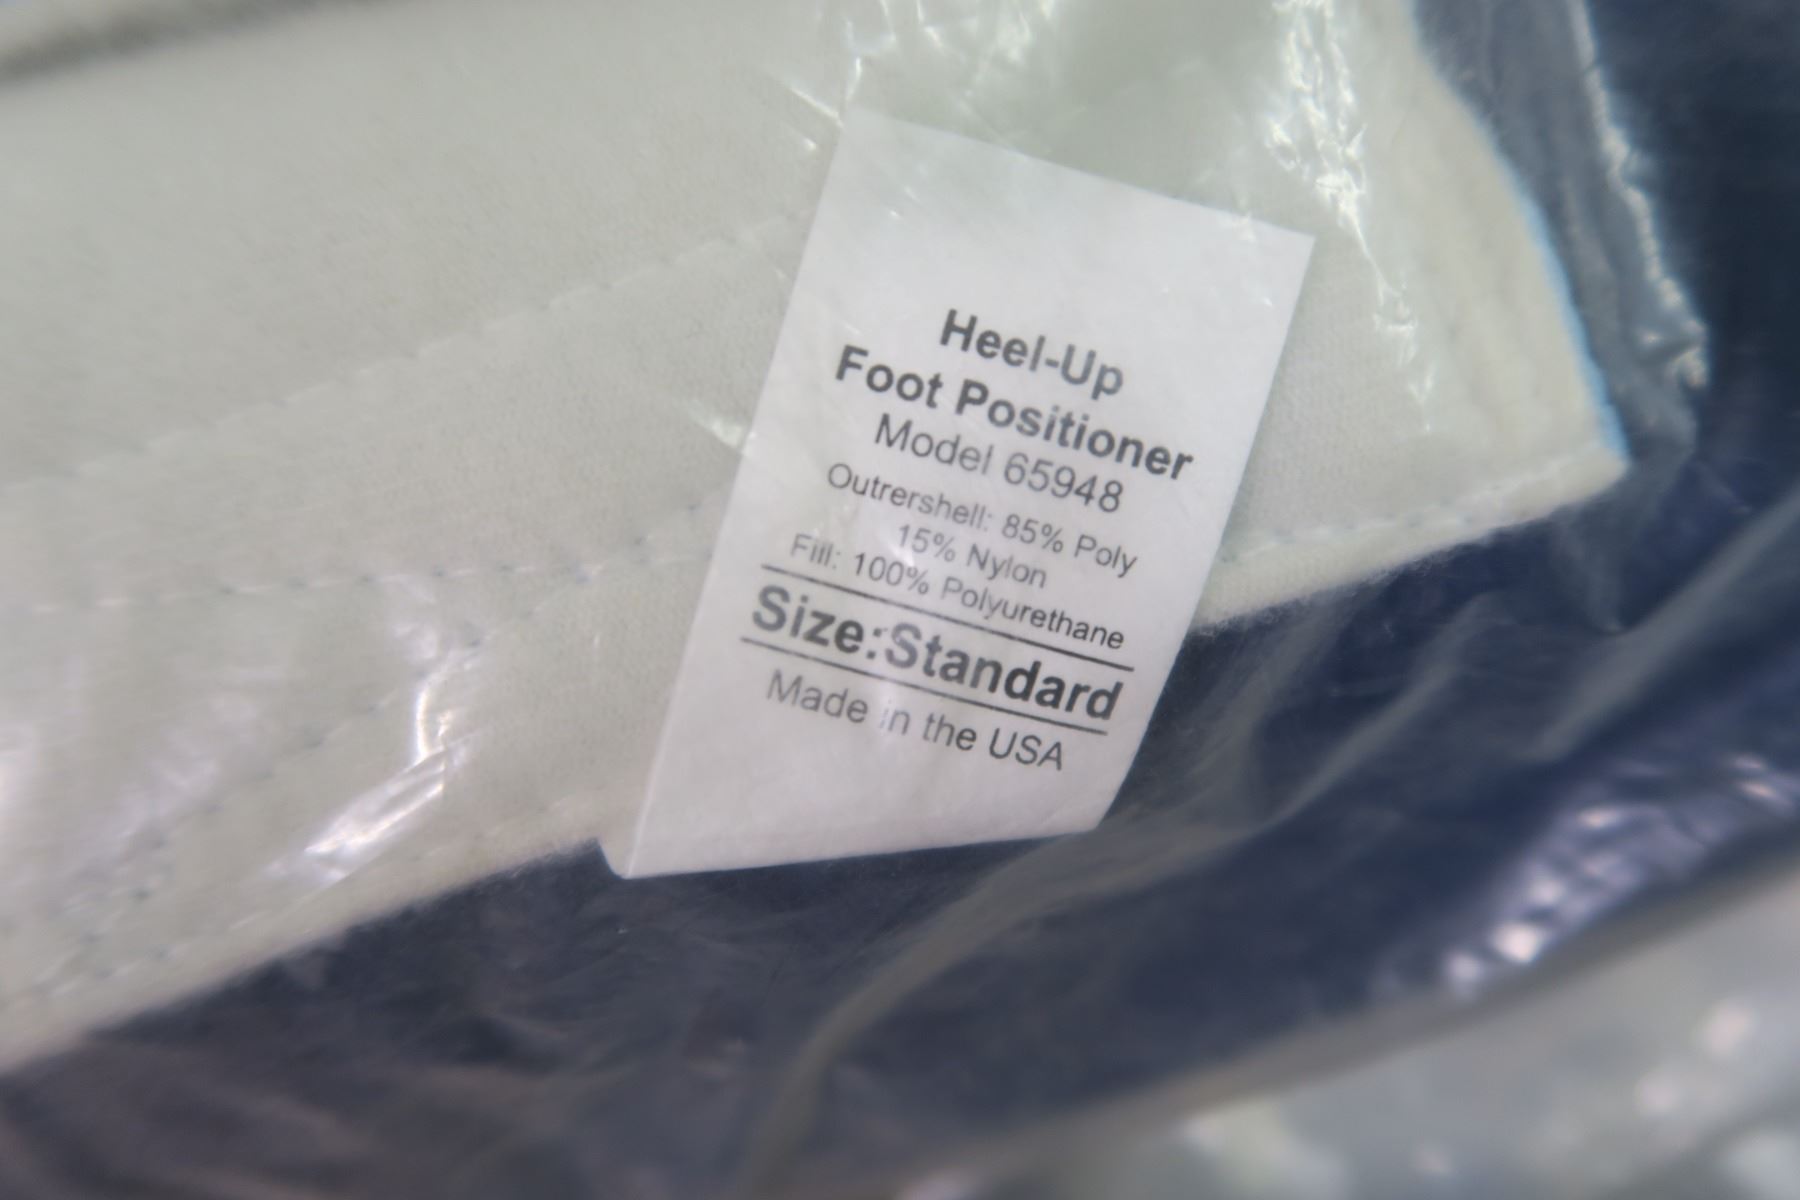 Heel-Up
Foot Positioner
Model 65948
Outrershell: 85% Poly
15% Nylon
Fill: 100% Polyurethane
Size:Standard
Made in the USA